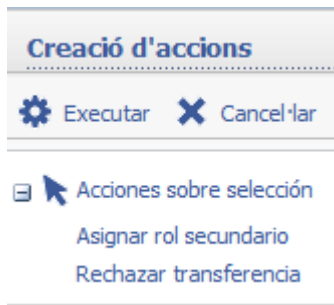 Creació d'accions
Executar Cancel·lar
Acciones sobre selección
Asignar rol secundario
Rechazar transferencia